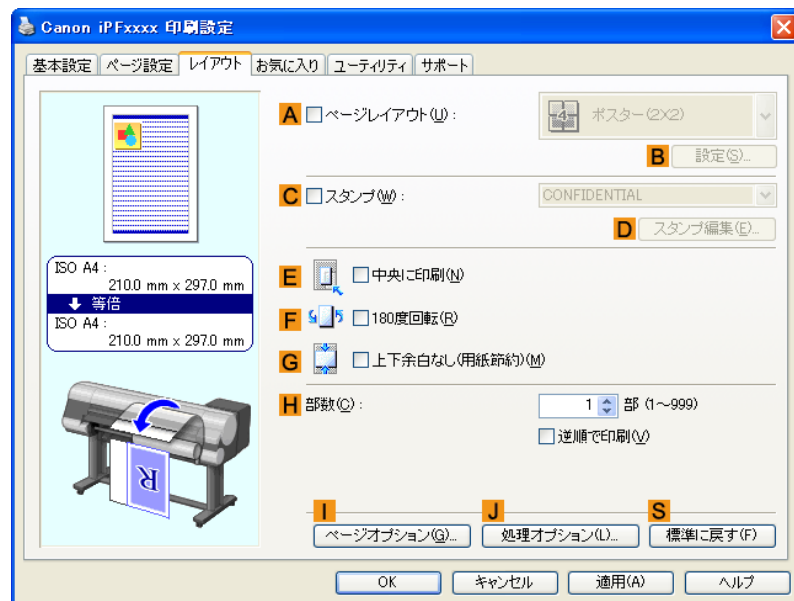 Canon iPFxxxx 印刷設定
基本設定 ページ設定 レイアウト お気に入り ユーティリティ サポート
A ページレイアウト(U) : 4 ポスター(2X2)
B 設定(S)...
C スタンプ(W) : CONFIDENTIAL
D スタンプ編集(E)...
ISO A4 :
210.0 mm x 297.0 mm
等倍
ISO A4 :
210.0 mm x 297.0 mm
E 中央に印刷(N)
F 180度回転(R)
G 上下余白なし(用紙節約)(M)
H 部数(C) : 1 部 (1～999)
逆順で印刷(V)
R
I J S
ページオプション(G)... 処理オプション(L)... 標準に戻す(F)
OK キャンセル 適用(A) ヘルプ